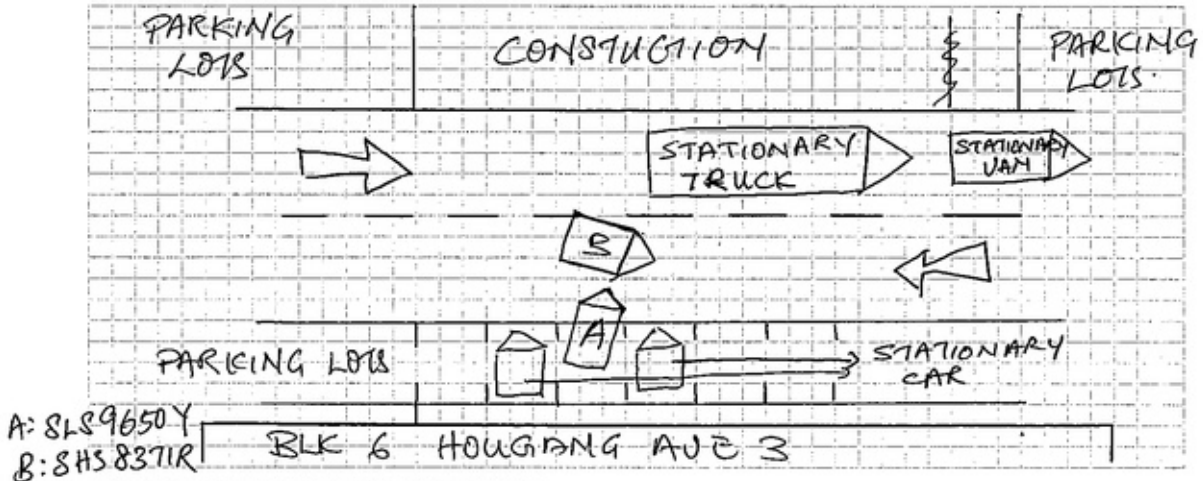 PARKING
LOTS
CONSTUCTION
PARKING
LOTS.
STATIONARY
TRUCK
STATIONARY
VAN
B
A
PARKING LOTS
STATIONARY
CAR
A: SLS9650Y
B: SHS8371R
BLK 6 HOUGANG AVE 3